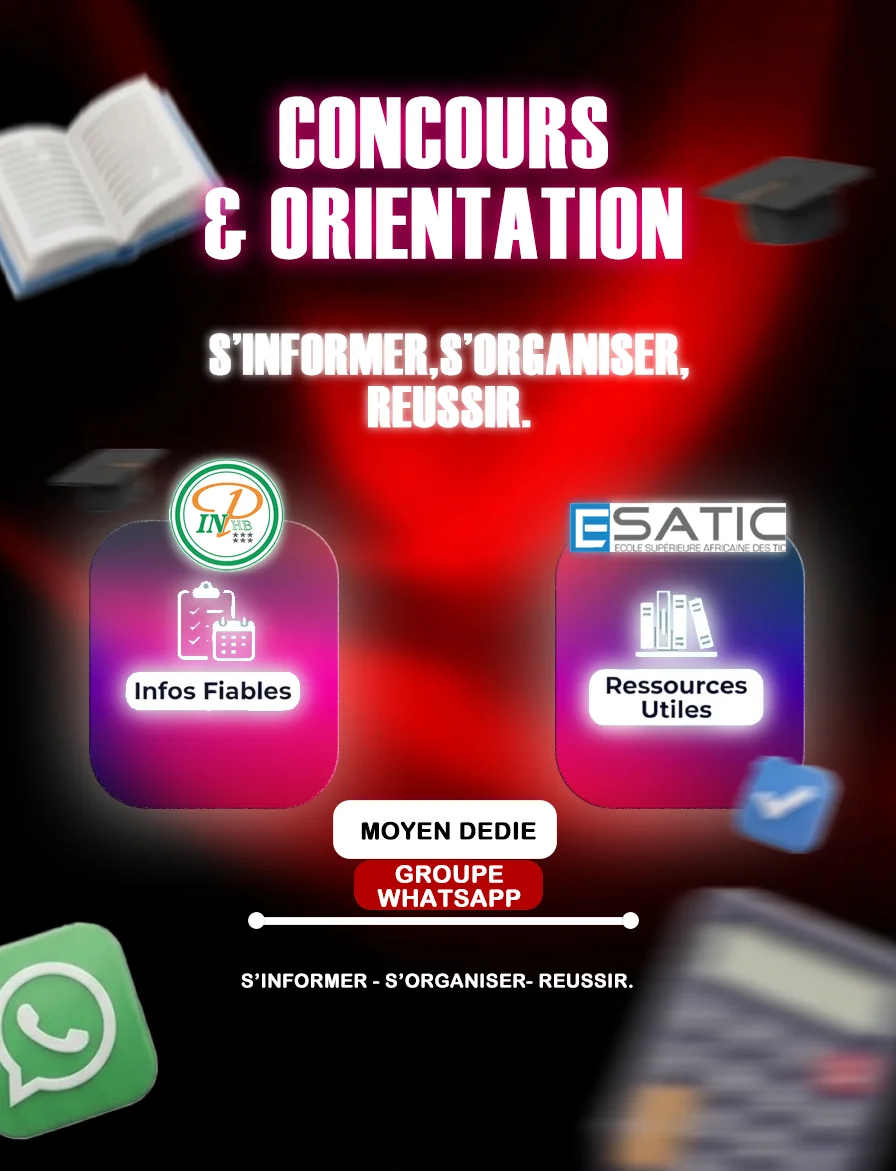 CONCOURS
& ORIENTATION
S'INFORMER,S'ORGANISER,
REUSSIR.
INP
HB
ESATIC
ECOLE SUPÉRIEURE AFRICAINE DES TIC
Infos Fiables
Ressources
Utiles
MOYEN DEDIE
GROUPE
WHATSAPP
S'INFORMER - S'ORGANISER- REUSSIR.